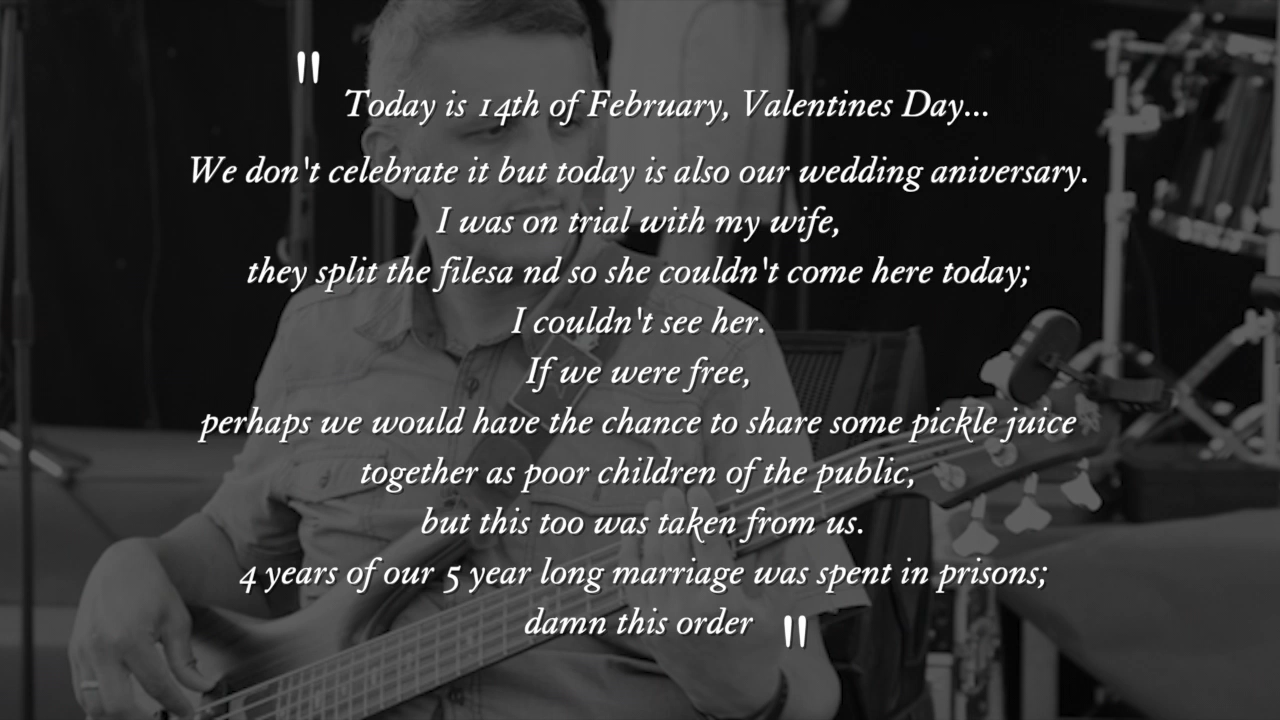 " Today is 14th of February, Valentines Day...
We don't celebrate it but today is also our wedding aniversary.
I was on trial with my wife,
they split the filesa nd so she couldn't come here today;
I couldn't see her.
If we were free,
perhaps we would have the chance to share some pickle juice
together as poor children of the public,
but this too was taken from us.
4 years of our 5 year long marriage was spent in prisons;
damn this order "